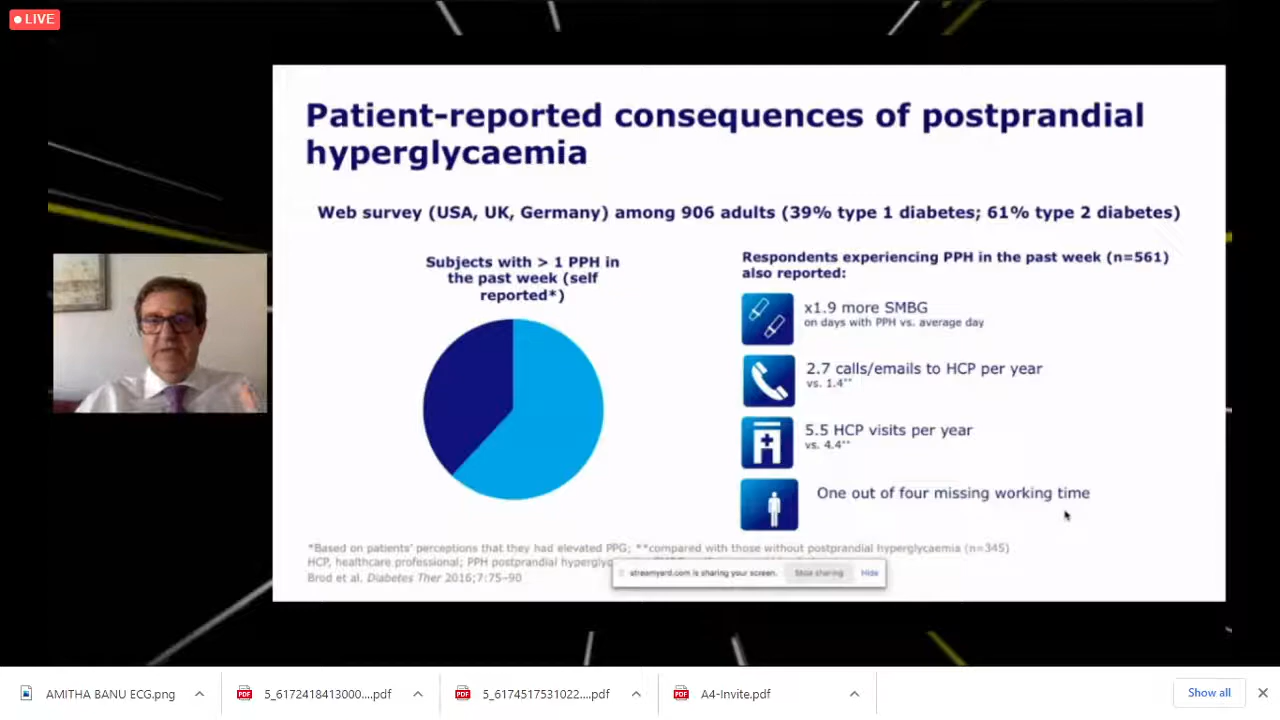 LIVE
Patient-reported consequences of postprandial
hyperglycaemia
Web survey (USA, UK, Germany) among 906 adults (39% type 1 diabetes; 61% type 2 diabetes)
Subjects with > 1 PPH in
the past week (self
reported*)
Respondents experiencing PPH in the past week (n=561)
also reported:
x1.9 more SMBG
on days with PPH vs. average day
2.7 calls/emails to HCP per year
vs. 1.4**
5.5 HCP visits per year
vs. 4.4**
One out of four missing working time
*Based on patients' perceptions that they had elevated PPG; **compared with those without postprandial hyperglycaemia (n=345)
HCP, healthcare professional; PPH postprandial
Brod et al. Diabetes Ther 2016;7:75–90
streamyard.com is sharing your screen. Stop sharing Hide
AMITHA BANU ECG.png
5_6172418413000....pdf
5_6174517531022....pdf
A4-Invite.pdf
Show all